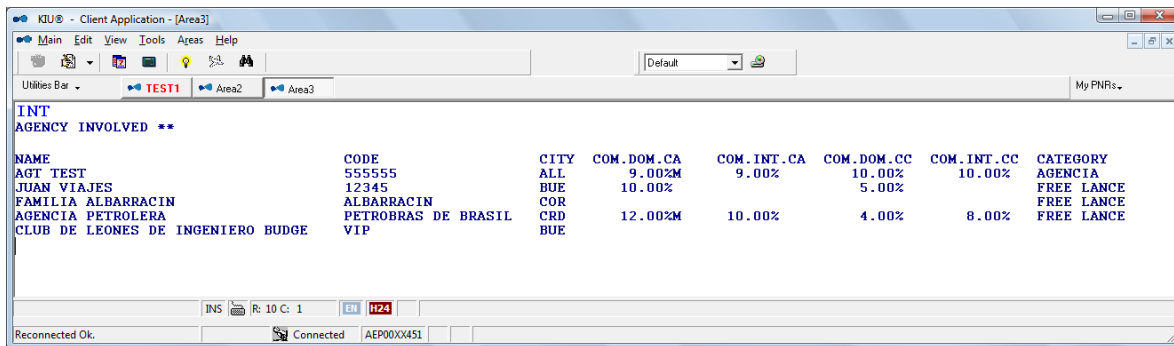 KIU® - Client Application - [Area3]
Main Edit View Tools Areas Help
Default
Utilities Bar TEST1 Area2 Area3 My PNRs
INT
AGENCY INVOLVED **
NAME CODE CITY COM.DOM.CA COM.INT.CA COM.DOM.CC COM.INT.CC CATEGORY
AGT TEST 555555 ALL 9.00%M 9.00% 10.00% 10.00% AGENCIA
JUAN VIAJES 12345 BUE 10.00% 5.00% FREE LANCE
FAMILIA ALBARRACIN ALBARRACIN COR FREE LANCE
AGENCIA PETROLERA PETROBRAS DE BRASIL CRD 12.00%M 10.00% 4.00% 8.00% FREE LANCE
CLUB DE LEONES DE INGENIERO BUDGE VIP BUE
INS R: 10 C: 1 EN H24
Reconnected Ok. Connected AEP00XX451